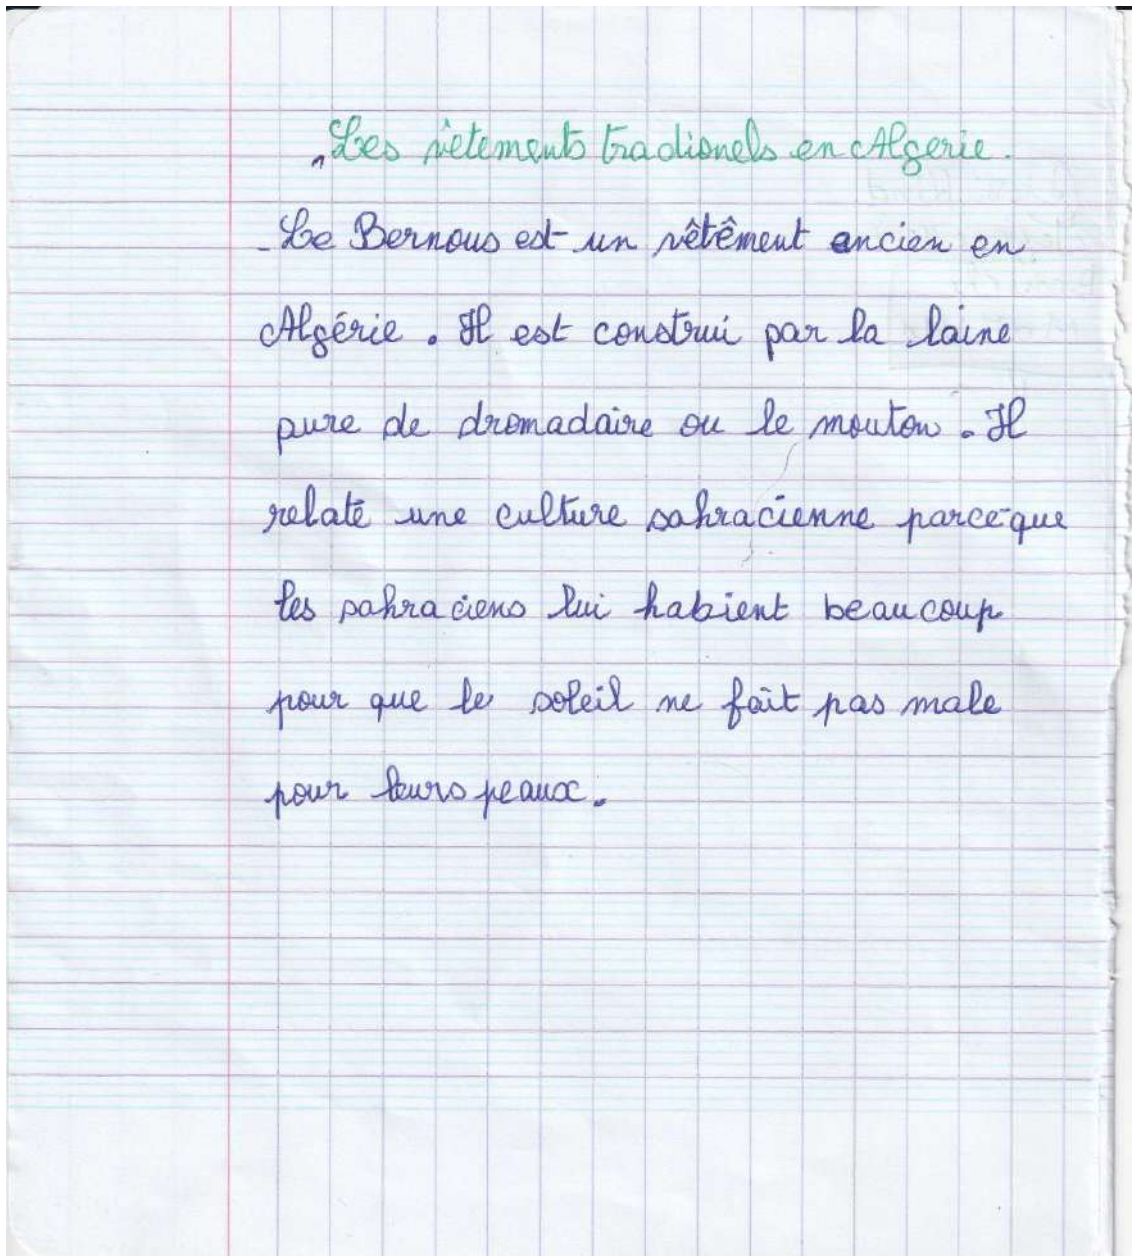 Les vêtements tradionels en Algerie.
- Le Bernous est un vêtêment ancien en
Algérie. Il est construi par la laine
pure de dromadaire ou le mouton. Il
relate une culture sahracienne parce-que
les sahraciens lui habient beaucoup
pour que le soleil ne fait pas male
pour leurs peaux.